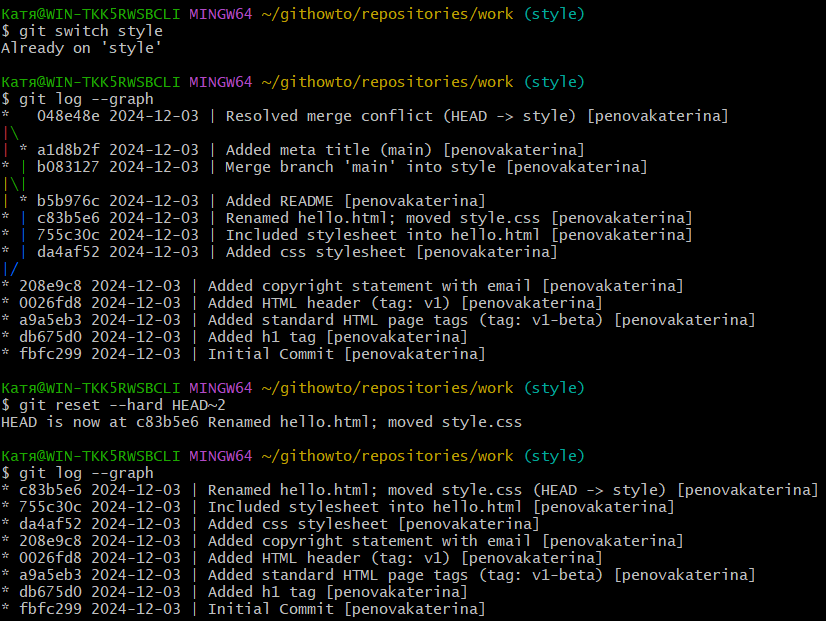 Катя@WIN-TKK5RWSBCLI MINGW64 ~/githowto/repositories/work (style)
$ git switch style
Already on 'style'

Катя@WIN-TKK5RWSBCLI MINGW64 ~/githowto/repositories/work (style)
$ git log --graph
*   048e48e 2024-12-03 | Resolved merge conflict (HEAD -> style) [penovakaterina]
|\
| * a1d8b2f 2024-12-03 | Added meta title (main) [penovakaterina]
* | b083127 2024-12-03 | Merge branch 'main' into style [penovakaterina]
|\|
| * b5b976c 2024-12-03 | Added README [penovakaterina]
* | c83b5e6 2024-12-03 | Renamed hello.html; moved style.css [penovakaterina]
* | 755c30c 2024-12-03 | Included stylesheet into hello.html [penovakaterina]
* | da4af52 2024-12-03 | Added css stylesheet [penovakaterina]
|/
* 208e9c8 2024-12-03 | Added copyright statement with email [penovakaterina]
* 0026fd8 2024-12-03 | Added HTML header (tag: v1) [penovakaterina]
* a9a5eb3 2024-12-03 | Added standard HTML page tags (tag: v1-beta) [penovakaterina]
* db675d0 2024-12-03 | Added h1 tag [penovakaterina]
* fbfc299 2024-12-03 | Initial Commit [penovakaterina]

Катя@WIN-TKK5RWSBCLI MINGW64 ~/githowto/repositories/work (style)
$ git reset --hard HEAD~2
HEAD is now at c83b5e6 Renamed hello.html; moved style.css

Катя@WIN-TKK5RWSBCLI MINGW64 ~/githowto/repositories/work (style)
$ git log --graph
* c83b5e6 2024-12-03 | Renamed hello.html; moved style.css (HEAD -> style) [penovakaterina]
* 755c30c 2024-12-03 | Included stylesheet into hello.html [penovakaterina]
* da4af52 2024-12-03 | Added css stylesheet [penovakaterina]
* 208e9c8 2024-12-03 | Added copyright statement with email [penovakaterina]
* 0026fd8 2024-12-03 | Added HTML header (tag: v1) [penovakaterina]
* a9a5eb3 2024-12-03 | Added standard HTML page tags (tag: v1-beta) [penovakaterina]
* db675d0 2024-12-03 | Added h1 tag [penovakaterina]
* fbfc299 2024-12-03 | Initial Commit [penovakaterina]